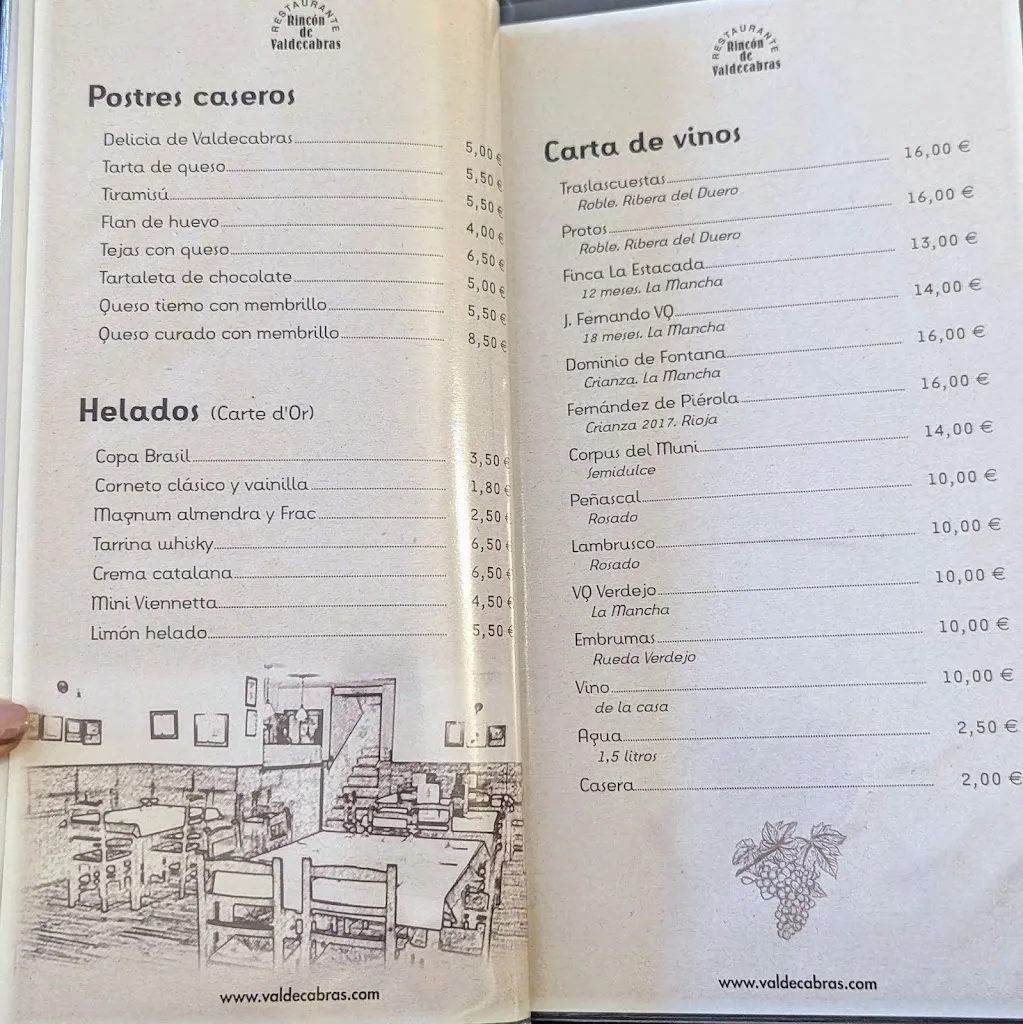 RESTAURANTE
Rincón
de
Valdecabras
Postres caseros
Delicia de Valdecabras 5,00 €
Tarta de queso 5,50 €
Tiramisú 5,50 €
Flan de huevo 4,00 €
Tejas con queso 6,50 €
Tartaleta de chocolate 5,00 €
Queso tierno con membrillo 5,50 €
Queso curado con membrillo 8,50 €
Helados (Carte d'Or)
Copa Brasil 3,50 €
Corneto clásico y vainilla 1,80 €
Magnum almendra y Frac 2,50 €
Tarrina whisky 6,50 €
Crema catalana 6,50 €
Mini Viennetta 4,50 €
Limón helado 5,50 €
www.valdecabras.com
RESTAURANTE
Rincón
de
Valdecabras
Carta de vinos
Traslascuestas 16,00 €
Roble. Ribera del Duero
Protos 16,00 €
Roble. Ribera del Duero
Finca La Estacada 13,00 €
12 meses. La Mancha
J. Fernando VQ 14,00 €
18 meses. La Mancha
Dominio de Fontana 16,00 €
Crianza. La Mancha
Fernández de Piérola 16,00 €
Crianza 2017. Rioja
Corpus del Muni 14,00 €
Semidulce
Peñascal 10,00 €
Rosado
Lambrusco 10,00 €
Rosado
VQ Verdejo 10,00 €
La Mancha
Embrumas 10,00 €
Rueda Verdejo
Vino 10,00 €
de la casa
Agua 2,50 €
1,5 litros
Casera 2,00 €
www.valdecabras.com